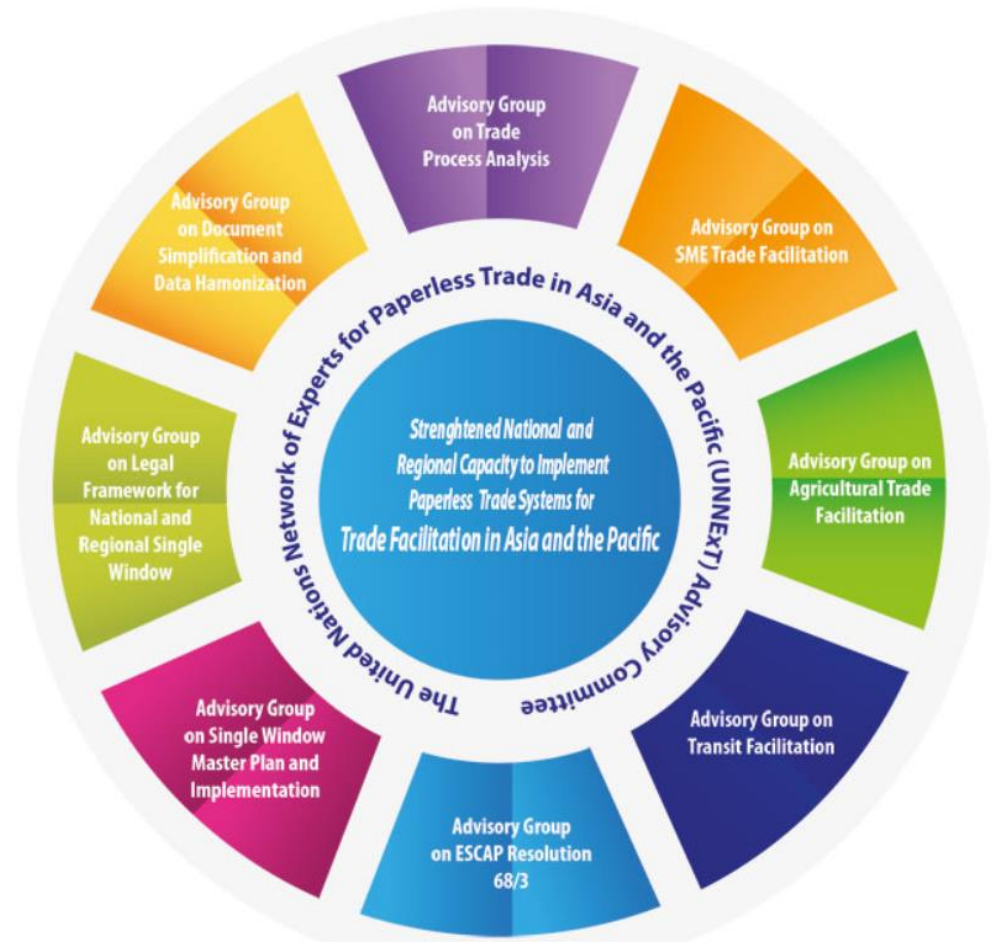 Advisory Group
on Trade
Process Analysis
Advisory Group on
SME Trade Facilitation
Advisory Group on
Agricultural Trade
Facilitation
Advisory Group on
Transit Facilitation
Advisory Group
on ESCAP Resolution
68/3
Advisory Group
on Single Window
Master Plan and
Implementation
Advisory Group
on Legal
Framework for
National and
Regional Single
Window
Advisory Group
on Document
Simplification and
Data Hamonization
The United Nations Network of Experts for Paperless Trade in Asia and the Pacific (UNNExT) Advisory Committee
Strenghtened National and
Regional Capacity to Implement
Paperless Trade Systems for
Trade Facilitation in Asia and the Pacific